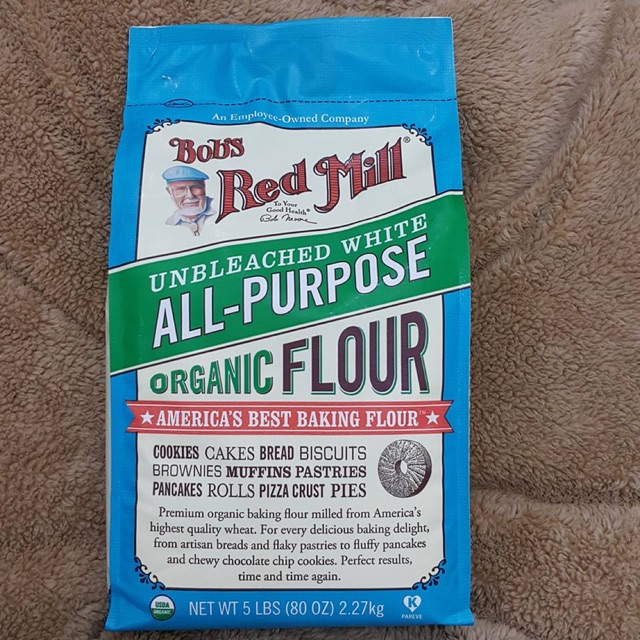 An Employee-Owned Company
Bob's
Red Mill®
To Your
Good Health®
Bob Moore
UNBLEACHED WHITE
ALL-PURPOSE
ORGANIC FLOUR
★ AMERICA'S BEST BAKING FLOUR™ ★
COOKIES CAKES BREAD BISCUITS
BROWNIES MUFFINS PASTRIES
PANCAKES ROLLS PIZZA CRUST PIES
Premium organic baking flour milled from America's
highest quality wheat. For every delicious baking delight,
from artisan breads and flaky pastries to fluffy pancakes
and chewy chocolate chip cookies. Perfect results,
time and time again.
USDA
ORGANIC
NET WT 5 LBS (80 OZ) 2.27kg
K
PAREVE